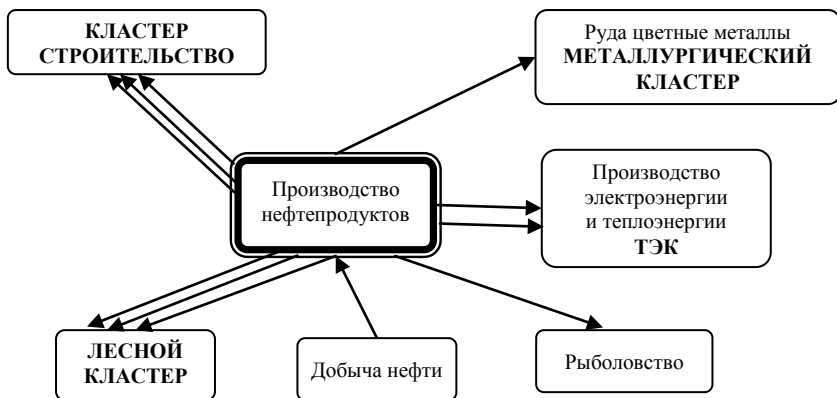 КЛАСТЕР
СТРОИТЕЛЬСТВО
Руда цветные металлы
МЕТАЛЛУРГИЧЕСКИЙ
КЛАСТЕР
Производство
нефтепродуктов
Производство
электроэнергии
и теплоэнергии
ТЭК
ЛЕСНОЙ
КЛАСТЕР
Добыча нефти
Рыболовство